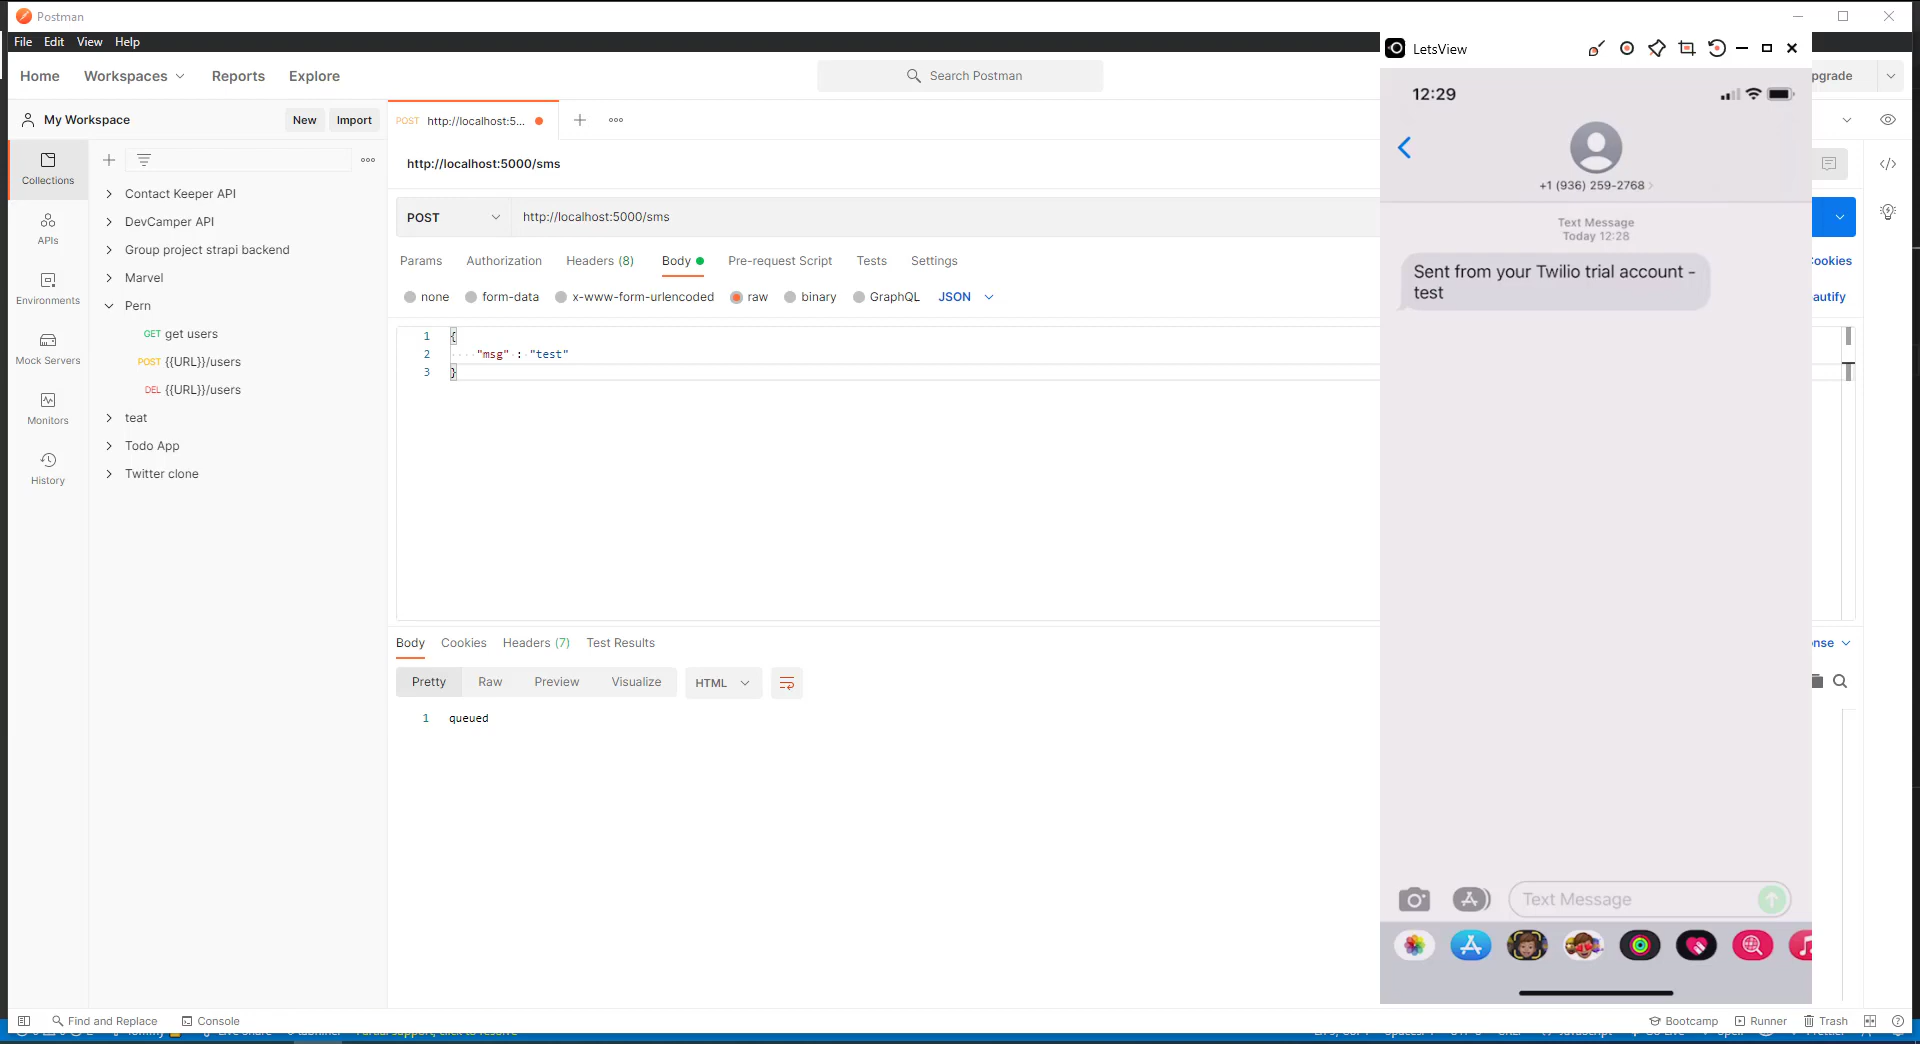 Postman
File Edit View Help
LetsView
Home Workspaces Reports Explore
Search Postman
pgrade
12:29
My Workspace New Import
POST http://localhost:5...
http://localhost:5000/sms
+1 (936) 259-2768
POST http://localhost:5000/sms
Text Message
Today 12:28
Sent from your Twilio trial account -
test
Params Authorization Headers (8) Body Pre-request Script Tests Settings
ookies
none form-data x-www-form-urlencoded raw binary GraphQL JSON
autify
1 {
2 "msg" : "test"
3 }
Collections
APIs
Environments
Mock Servers
Monitors
History
Contact Keeper API
DevCamper API
Group project strapi backend
Marvel
Pern
GET get users
POST {{URL}}/users
DEL {{URL}}/users
teat
Todo App
Twitter clone
Body Cookies Headers (7) Test Results
nse
Pretty Raw Preview Visualize HTML
1 queued
Text Message
Find and Replace Console
Bootcamp Runner Trash